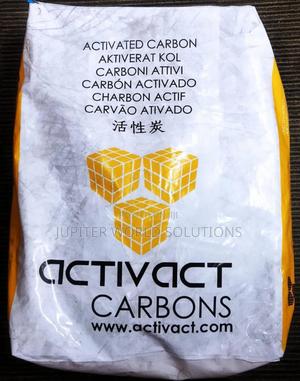 ACTIVATED CARBON
AKTIVERAT KOL
CARBONI ATTIVI
CARBÓN ACTIVADO
CHARBON ACTIF
CARVÃO ATIVADO
活性炭
JUPITER WORLD SOLUTIONS
activact
CARBONS
www.activact.com